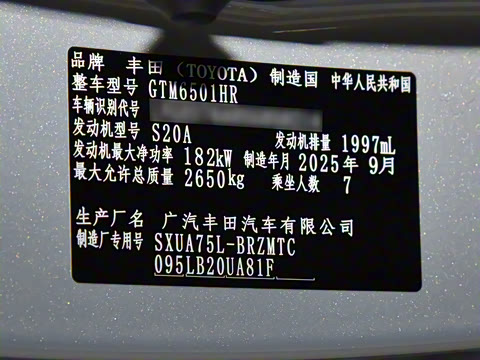 品牌 丰田（TOYOTA）制造国 中华人民共和国
整车型号 GTM6501HR
车辆识别代号
发动机型号 S20A 发动机排量 1997mL
发动机最大净功率 182kW 制造年月 2025年 9月
最大允许总质量 2650kg 乘坐人数 7
生产厂名 广汽丰田汽车有限公司
制造厂专用号 SXUA75L-BRZMTC
095LB20UA81F